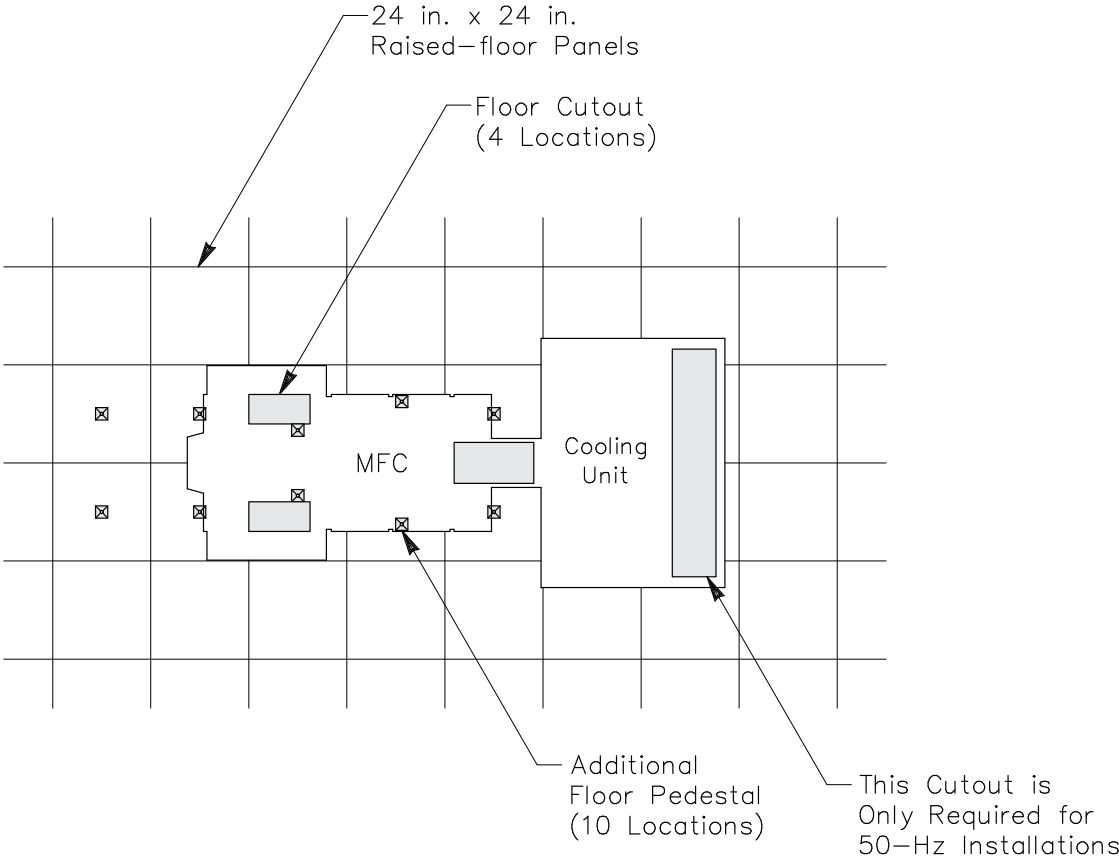 24 in. x 24 in.
Raised-floor Panels
Floor Cutout
(4 Locations)
MFC
Cooling
Unit
Additional
Floor Pedestal
(10 Locations)
This Cutout is
Only Required for
50-Hz Installations